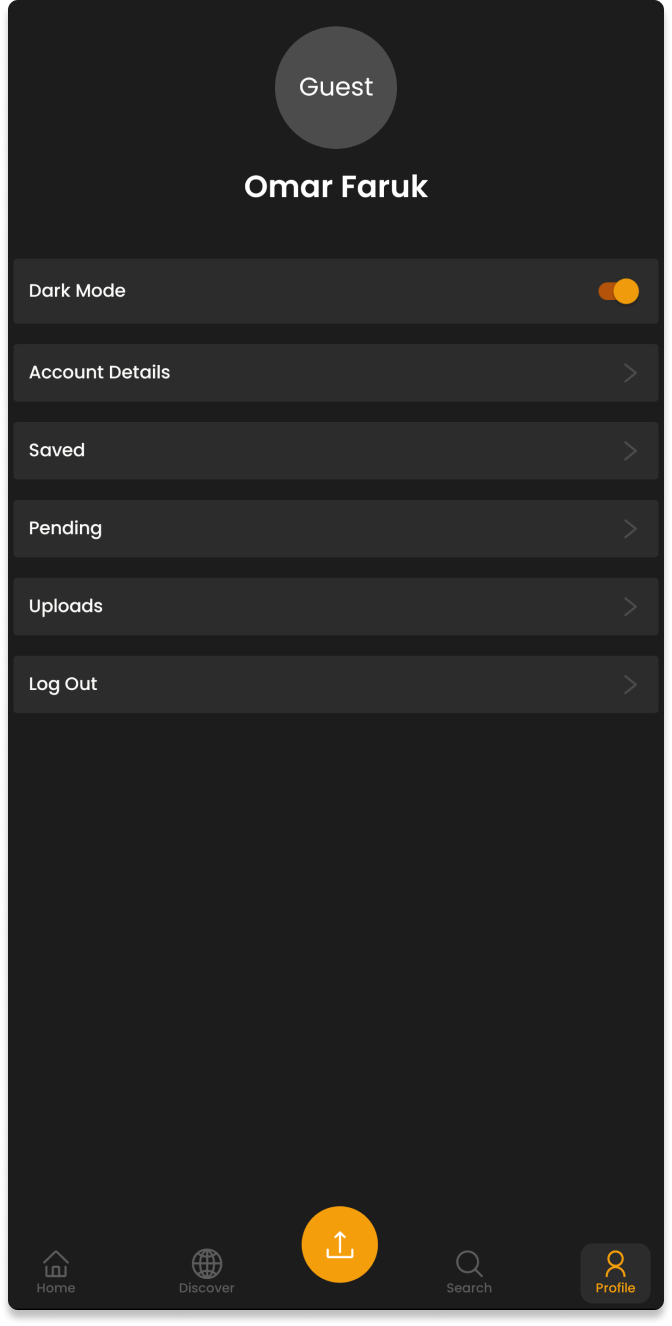 Guest
Omar Faruk
Dark Mode
Account Details
Saved
Pending
Uploads
Log Out
Home
Discover
Search
Profile